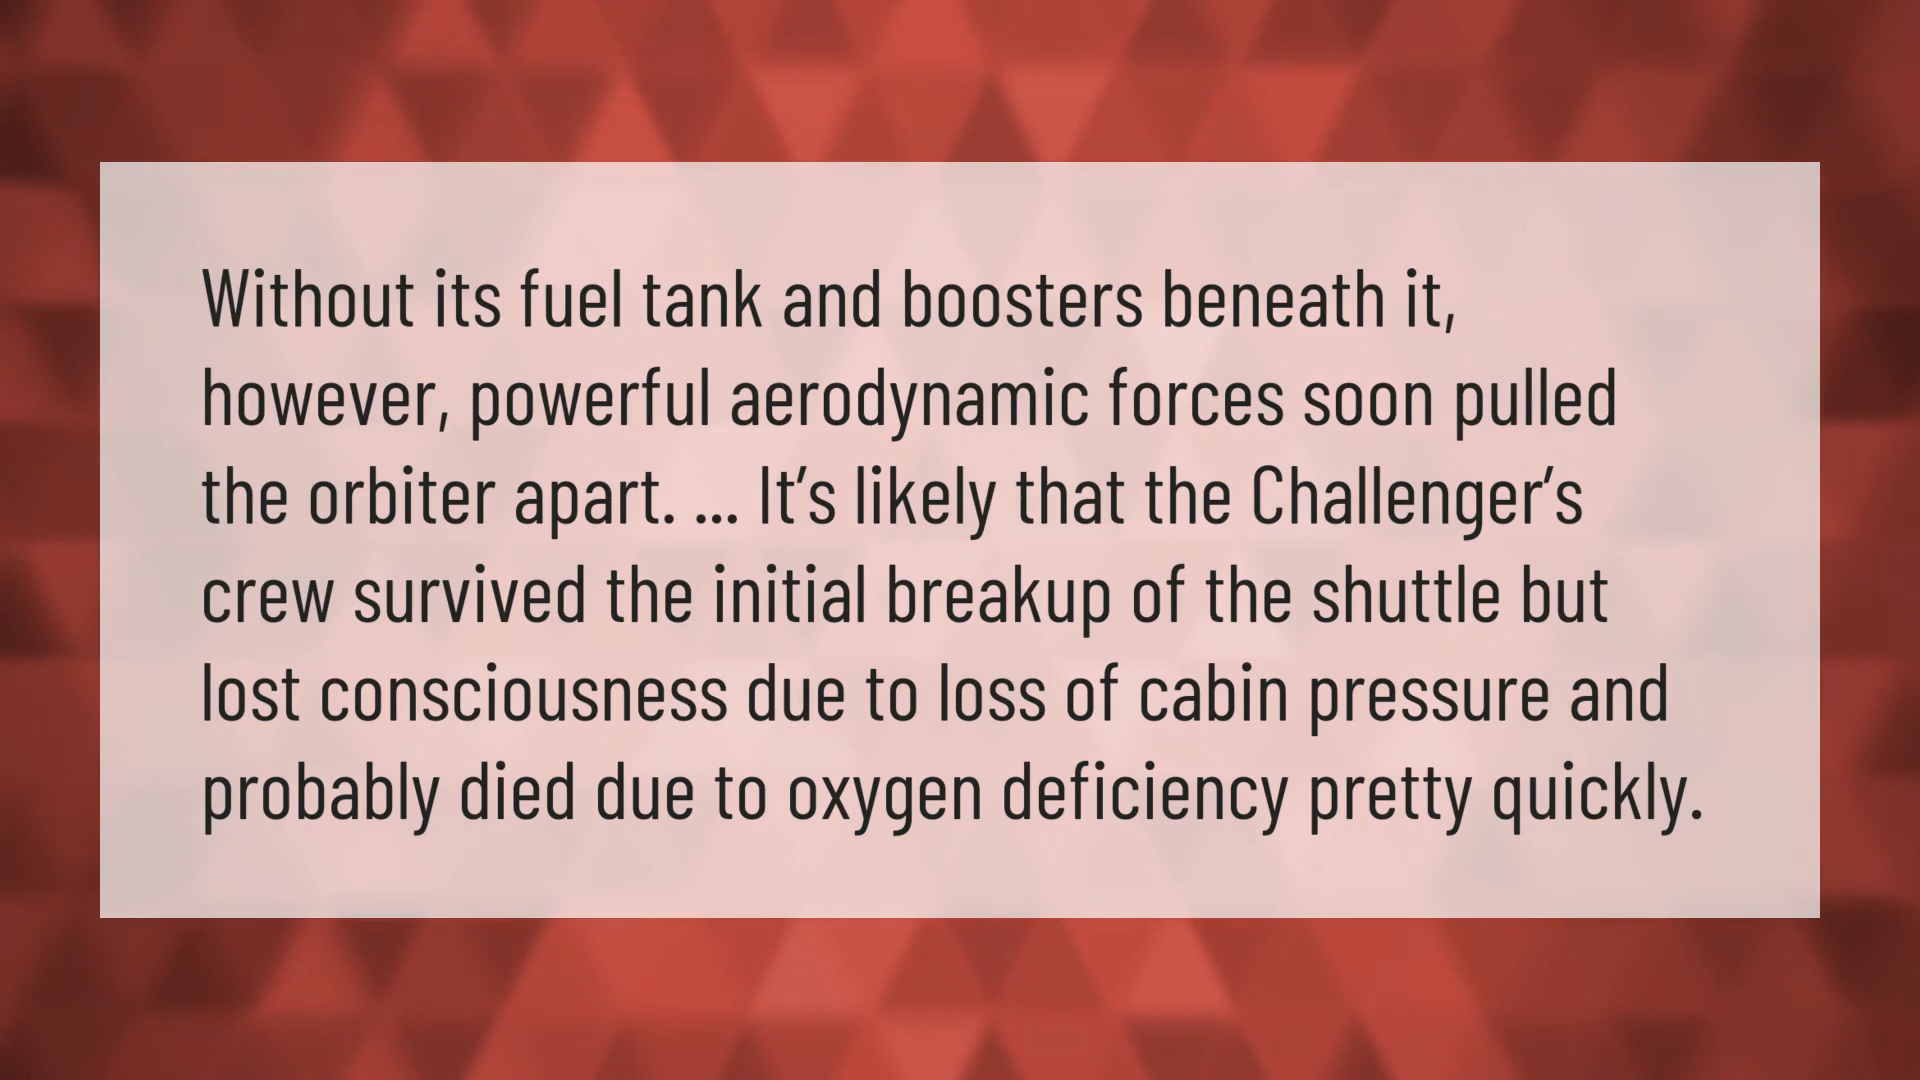 Without its fuel tank and boosters beneath it,
however, powerful aerodynamic forces soon pulled
the orbiter apart. ... It’s likely that the Challenger’s
crew survived the initial breakup of the shuttle but
lost consciousness due to loss of cabin pressure and
probably died due to oxygen deficiency pretty quickly.